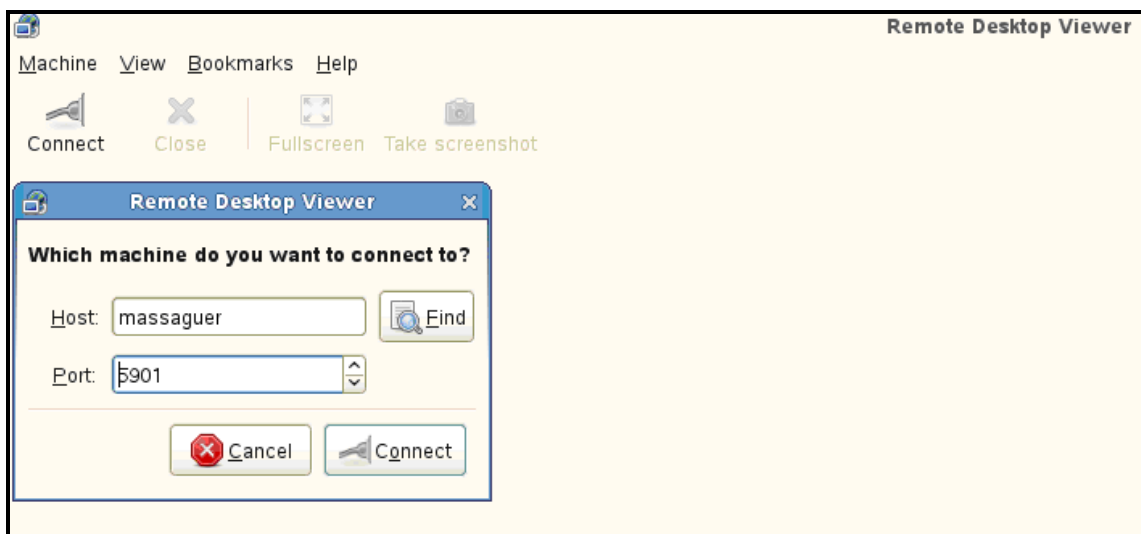 Remote Desktop Viewer
Machine View Bookmarks Help
Connect Close Fullscreen Take screenshot
Remote Desktop Viewer
Which machine do you want to connect to?
Host: massaguer Find
Port: 5901
Cancel Connect